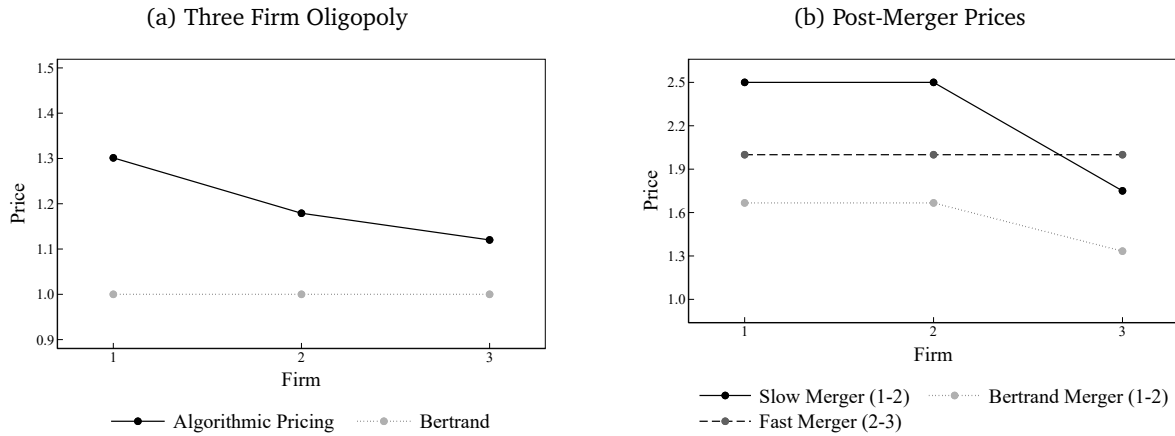 (a) Three Firm Oligopoly
1.5
1.4
1.3
1.2
1.1
1.0
0.9
Price
1
2
3
Firm
Algorithmic Pricing
Bertrand
(b) Post-Merger Prices
2.5
2.2
1.9
1.6
1.3
1.0
Price
1
2
3
Firm
Slow Merger (1-2)
Bertrand Merger (1-2)
Fast Merger (2-3)